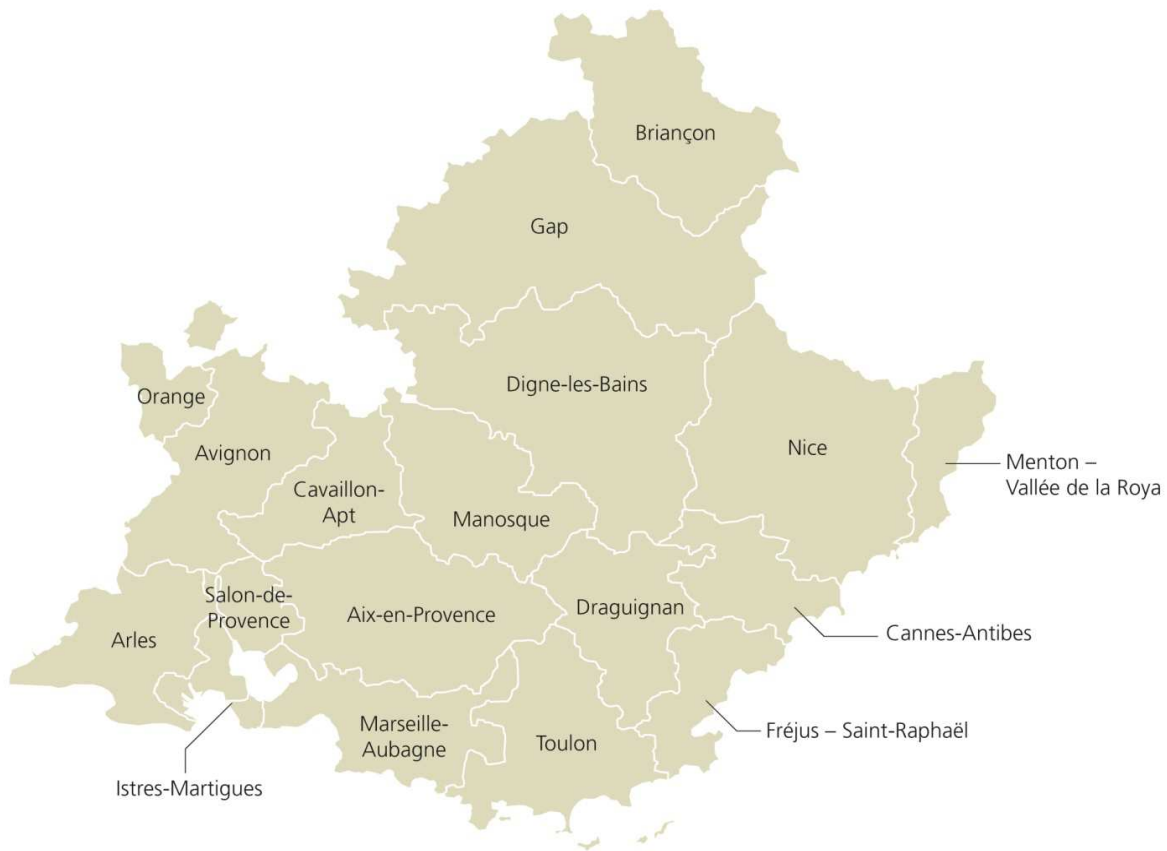 Briançon
Gap
Digne-les-Bains
Orange
Avignon
Nice
Menton –
Vallée de la Roya
Cavaillon-
Apt
Manosque
Salon-de-
Provence
Aix-en-Provence
Draguignan
Arles
Cannes-Antibes
Marseille-
Aubagne
Toulon
Fréjus – Saint-Raphaël
Istres-Martigues